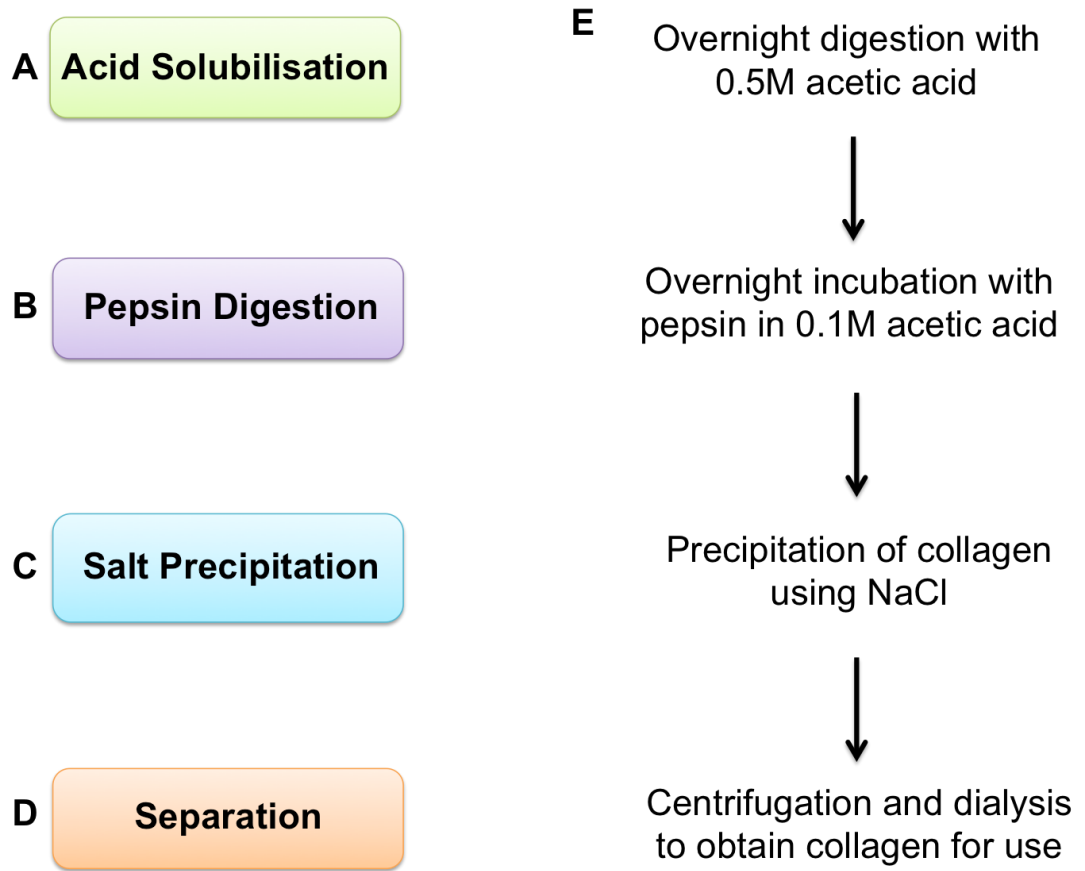 A Acid Solubilisation
B Pepsin Digestion
C Salt Precipitation
D Separation
E Overnight digestion with
0.5M acetic acid
Overnight incubation with
pepsin in 0.1M acetic acid
Precipitation of collagen
using NaCl
Centrifugation and dialysis
to obtain collagen for use